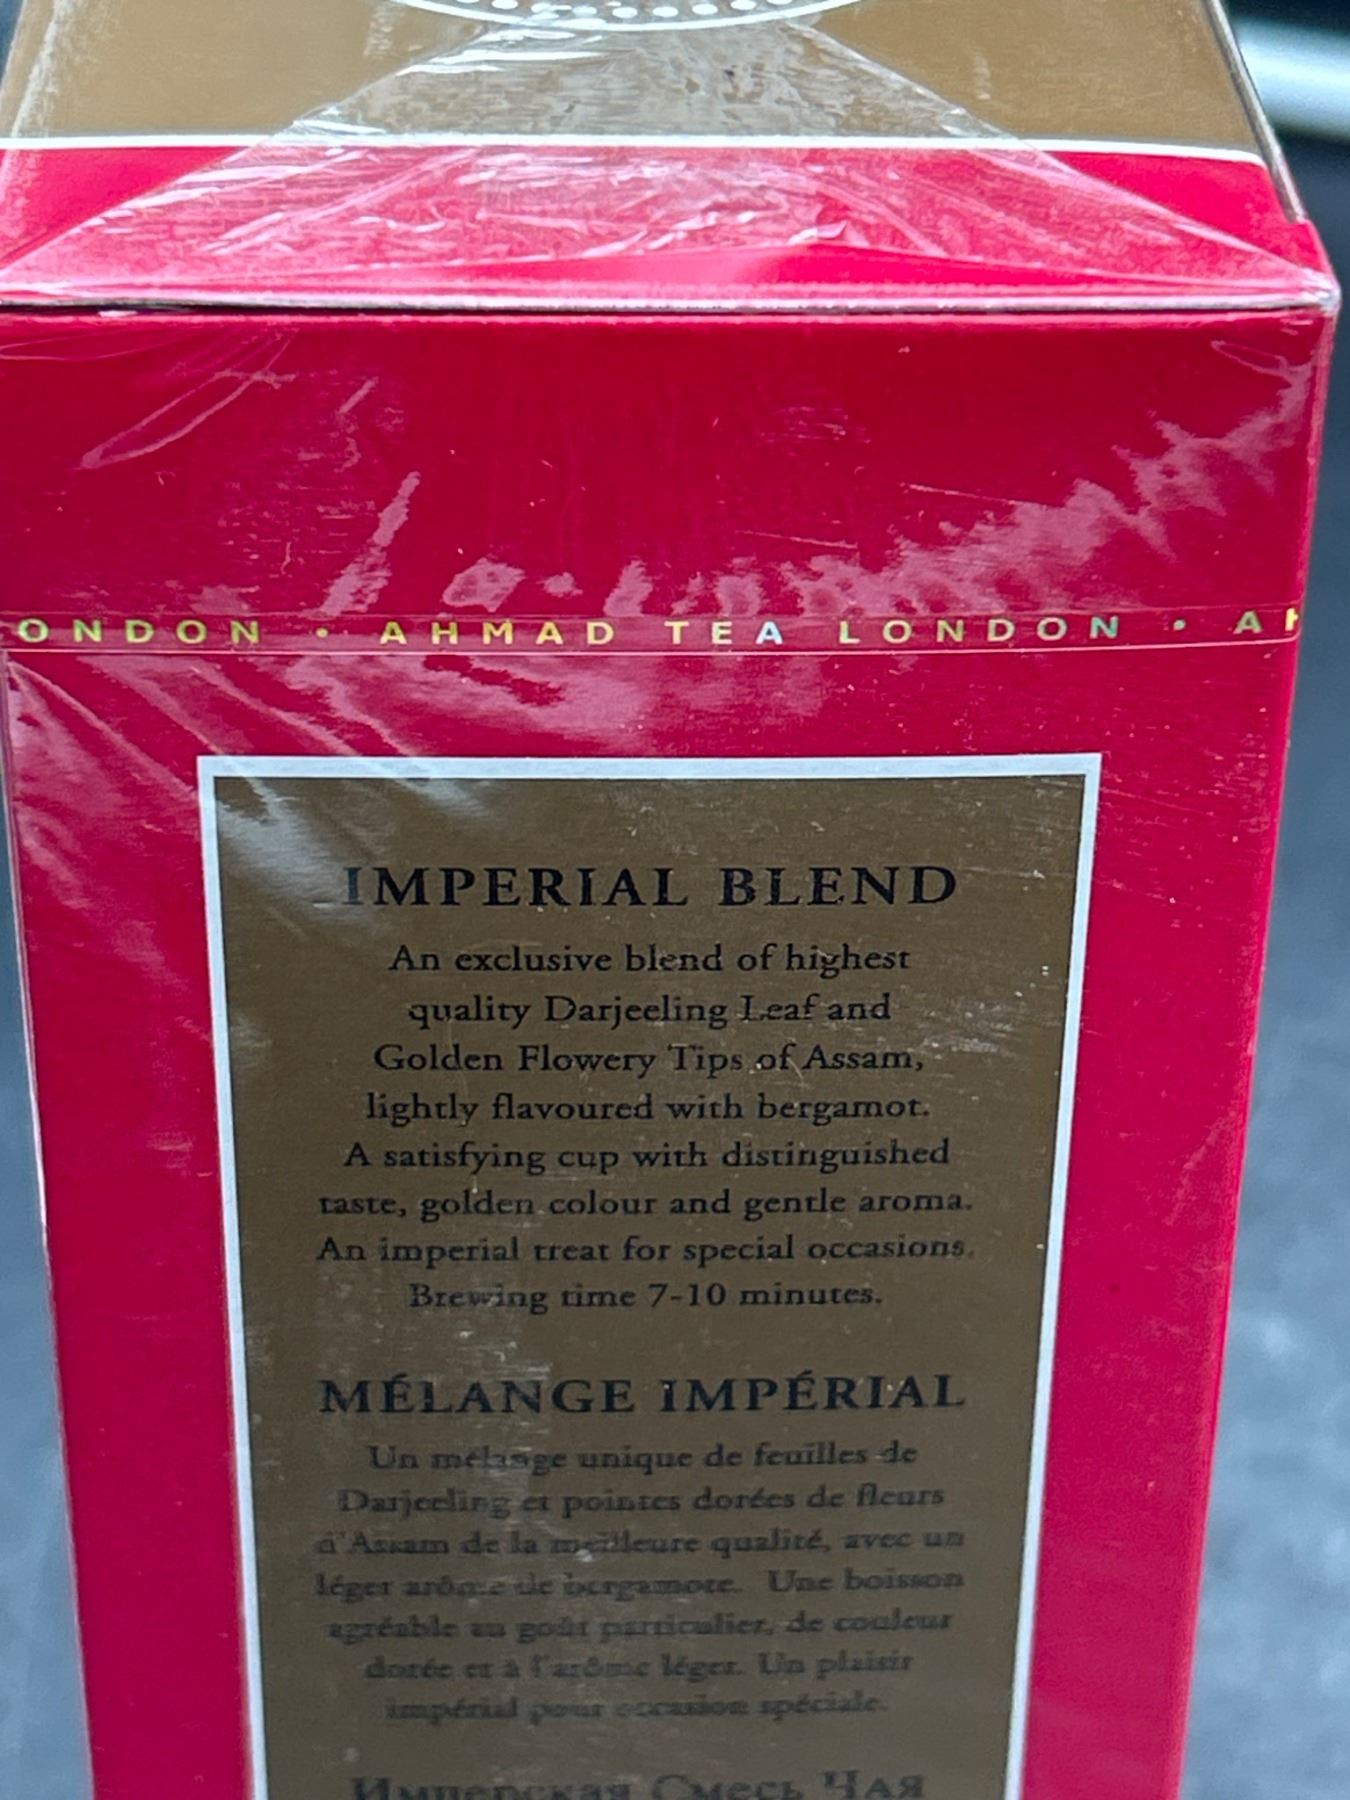 ONDON • AHMAD TEA LONDON • AH
IMPERIAL BLEND
An exclusive blend of highest
quality Darjeeling Leaf and
Golden Flowery Tips of Assam,
lightly flavoured with bergamot.
A satisfying cup with distinguished
taste, golden colour and gentle aroma.
An imperial treat for special occasions.
Brewing time 7-10 minutes.
MÉLANGE IMPÉRIAL
Un mélange unique de feuilles de
Darjeeling et pointes dorées de fleurs
d'Assam de la meilleure qualité, avec un
léger arôme de bergamote. Une boisson
agréable au goût particulier, de couleur
dorée et à l'arôme léger. Un plaisir
impérial pour occasion spéciale.
Имперская Смесь Чая